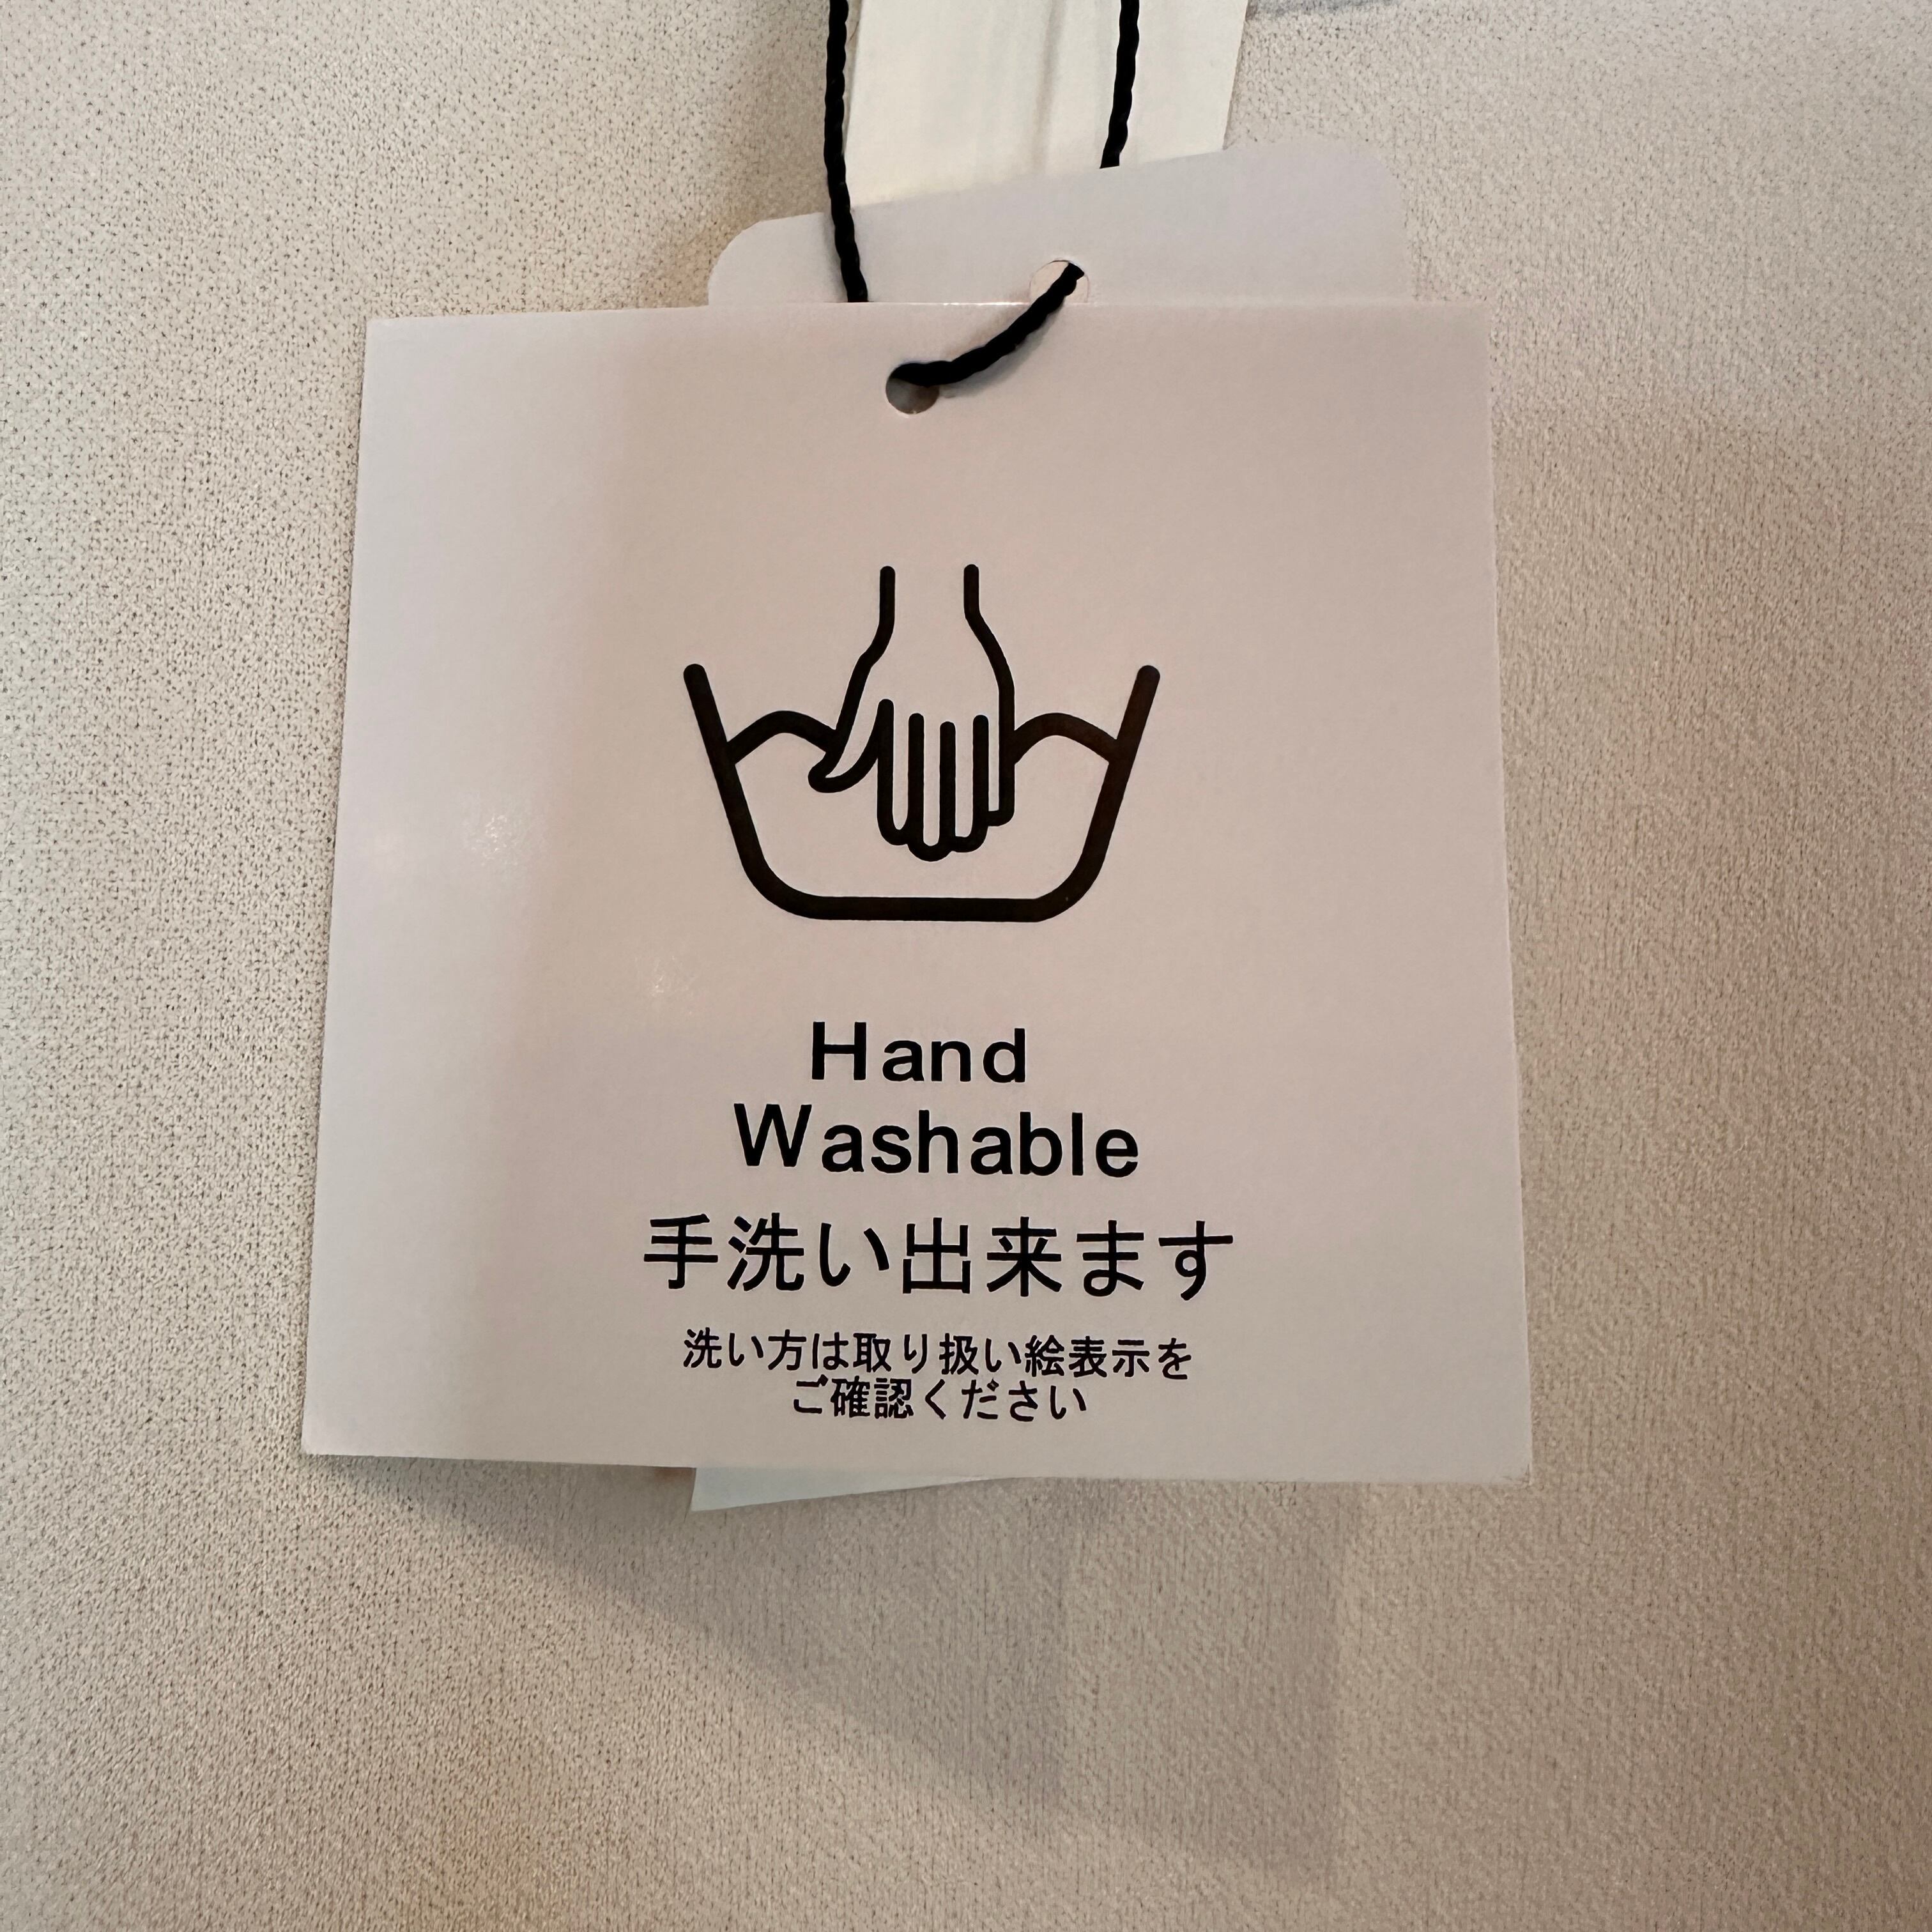 Hand
Washable
手洗い出来ます
洗い方は取り扱い絵表示を
ご確認ください